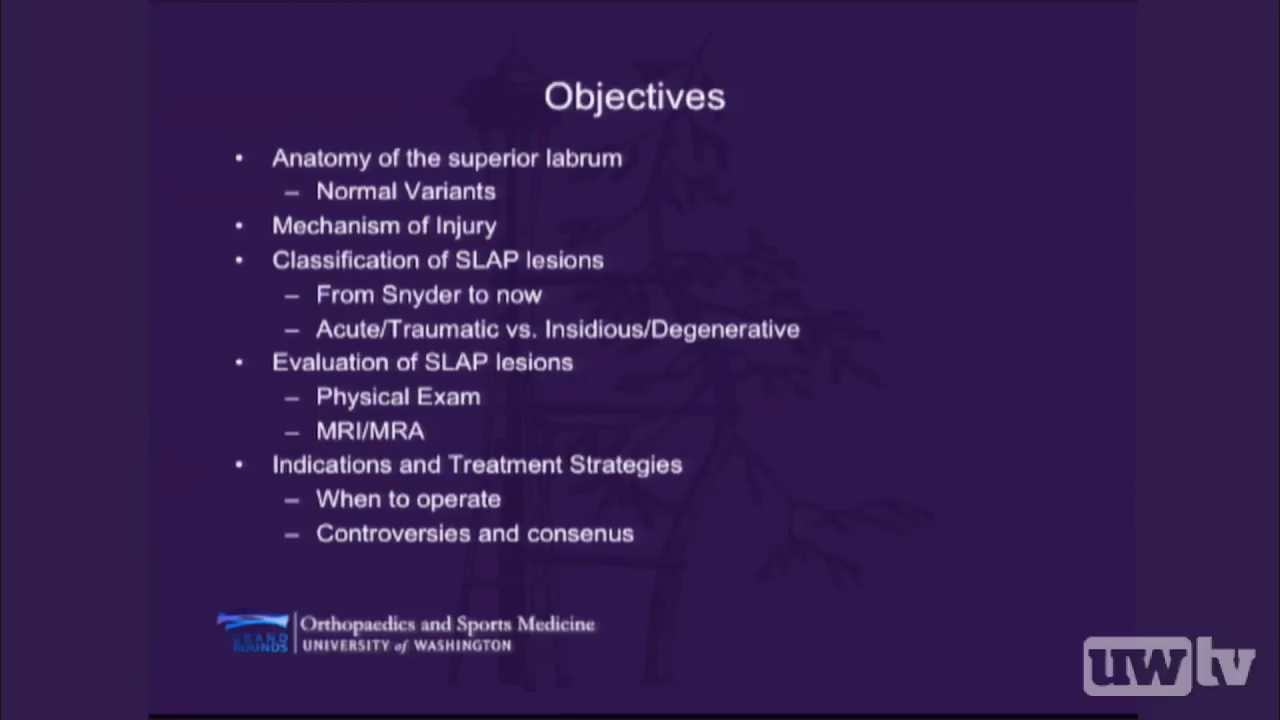 Objectives
• Anatomy of the superior labrum
– Normal Variants
• Mechanism of Injury
• Classification of SLAP lesions
– From Snyder to now
– Acute/Traumatic vs. Insidious/Degenerative
• Evaluation of SLAP lesions
– Physical Exam
– MRI/MRA
• Indications and Treatment Strategies
– When to operate
– Controversies and consenus
GRAND
ROUNDS
Orthopaedics and Sports Medicine
UNIVERSITY of WASHINGTON
uwtv